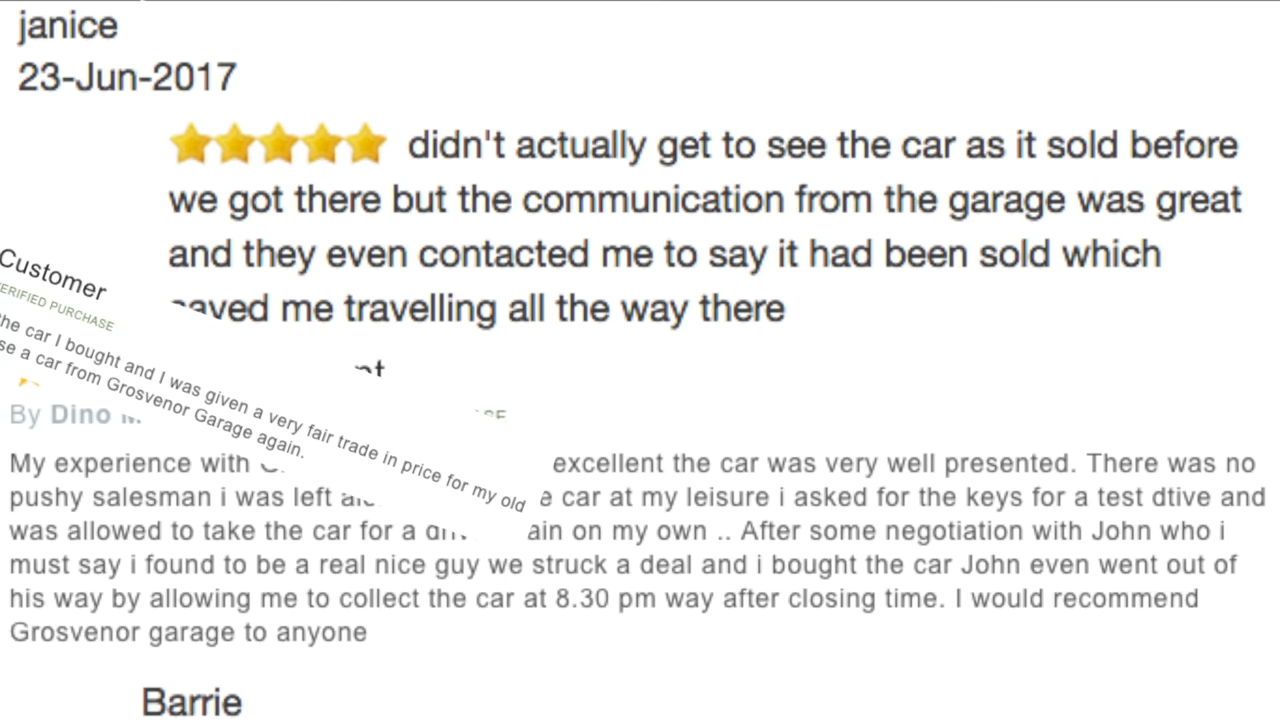 janice
23-Jun-2017
didn't actually get to see the car as it sold before
we got there but the communication from the garage was great
and they even contacted me to say it had been sold which
me travelling all the way there
Customer
PURCHASE
the car I bought and I was given a very fair trade in price for my old
a car from Grosvenor Garage again.
By Dino
My experience with excellent the car was very well presented. There was no
pushy salesman i was left car at my leisure i asked for the keys for a test dtive and
was allowed to take the car for a on my own .. After some negotiation with John who i
must say i found to be a real nice guy we struck a deal and i bought the car John even went out of
his way by allowing me to collect the car at 8.30 pm way after closing time. I would recommend
Grosvenor garage to anyone
Barrie